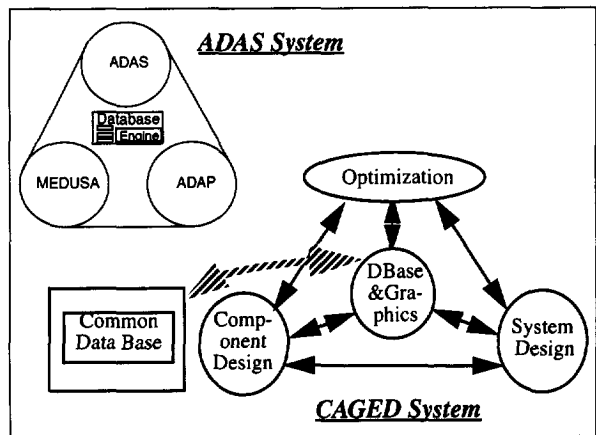 ADAS System
ADAS
Database
Engine
MEDUSA
ADAP
Optimization
DBase
&Gra-
phics
Common
Data Base
Comp-
onent
Design
System
Design
CAGED System